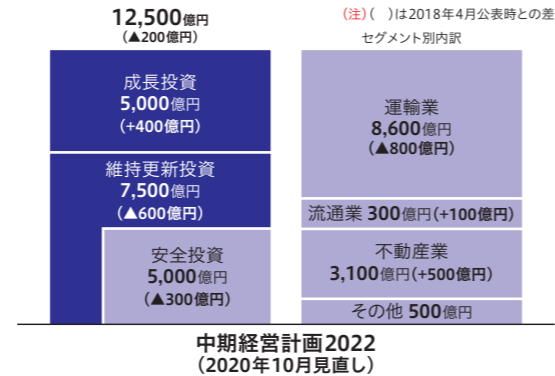 12,500億円
(▲200億円)
(注)(　)は2018年4月公表時との差
セグメント別内訳
成長投資
5,000億円
(+400億円)
維持更新投資
7,500億円
(▲600億円)
安全投資
5,000億円
(▲300億円)
運輸業
8,600億円
(▲800億円)
流通業 300億円(+100億円)
不動産業
3,100億円(+500億円)
その他 500億円
中期経営計画2022
(2020年10月見直し)